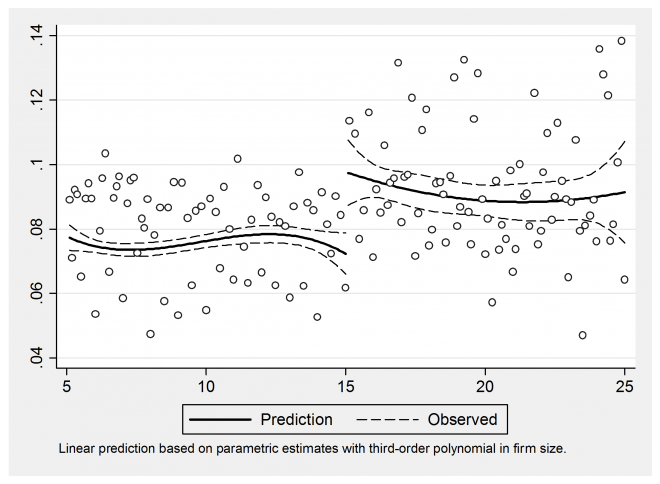 .14
.12
.1
.08
.06
.04
5 10 15 20 25
Prediction Observed
Linear prediction based on parametric estimates with third-order polynomial in firm size.